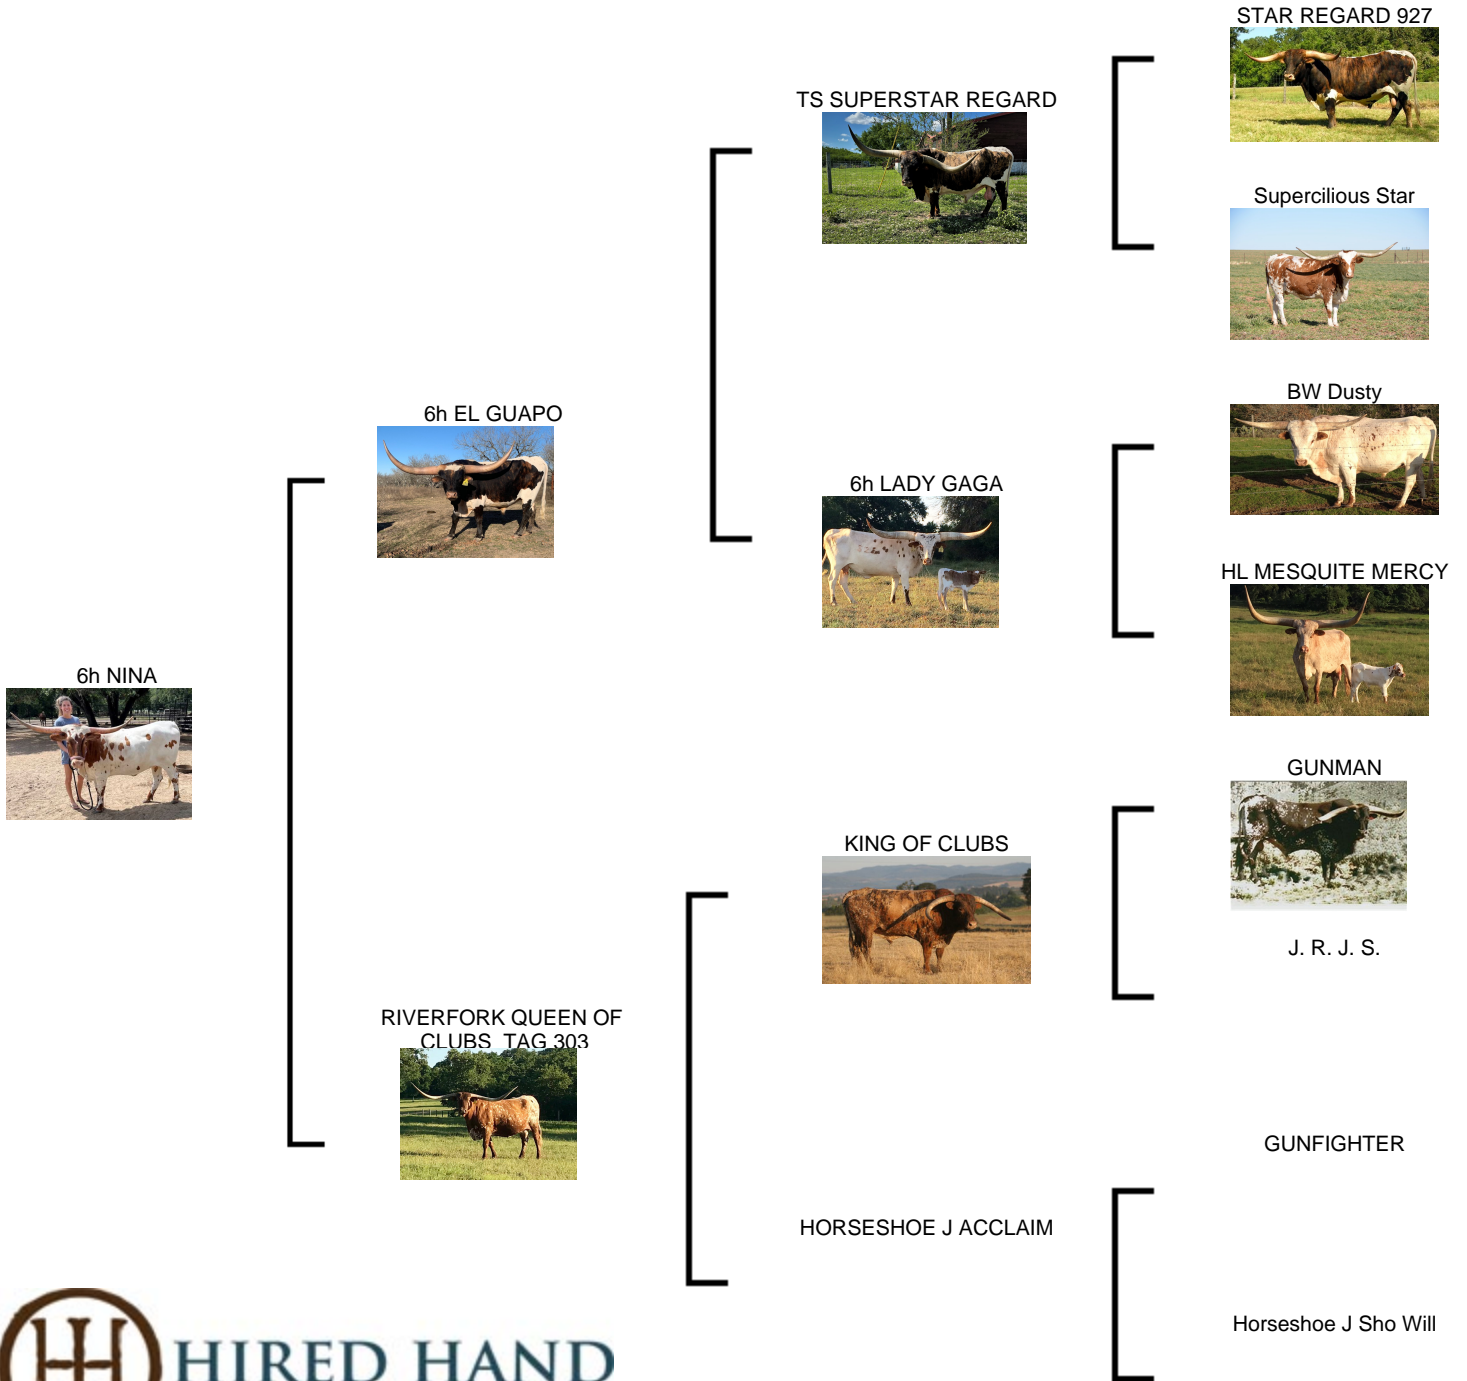 STAR REGARD 927
TS SUPERSTAR REGARD
Supercilious Star
6h EL GUAPO
BW Dusty
6h LADY GAGA
HL MESQUITE MERCY
6h NINA
GUNMAN
KING OF CLUBS
J. R. J. S.
RIVERFORK QUEEN OF
CLUBS TAG 303
GUNFIGHTER
HORSESHOE J ACCLAIM
Horseshoe J Sho Will
HIRED HAND